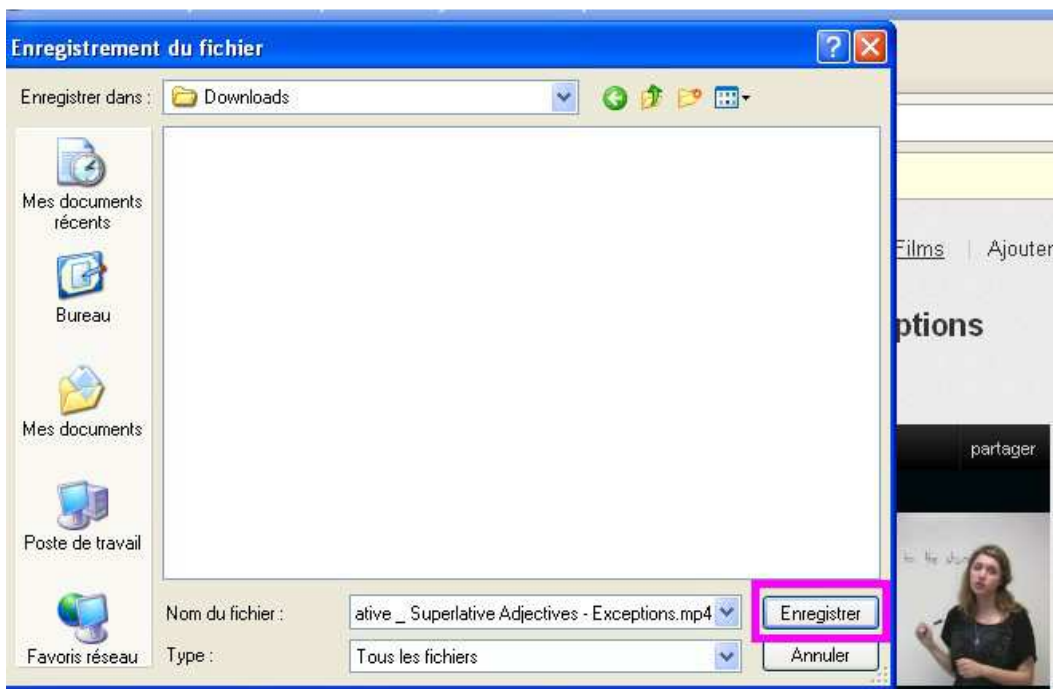 Enregistrement du fichier
Enregistrer dans : Downloads
Mes documents
récents
Films | Ajouter
Bureau
ptions
Mes documents
partager
Poste de travail
Nom du fichier : ative _ Superlative Adjectives - Exceptions.mp4 Enregistrer
Favoris réseau Type : Tous les fichiers Annuler